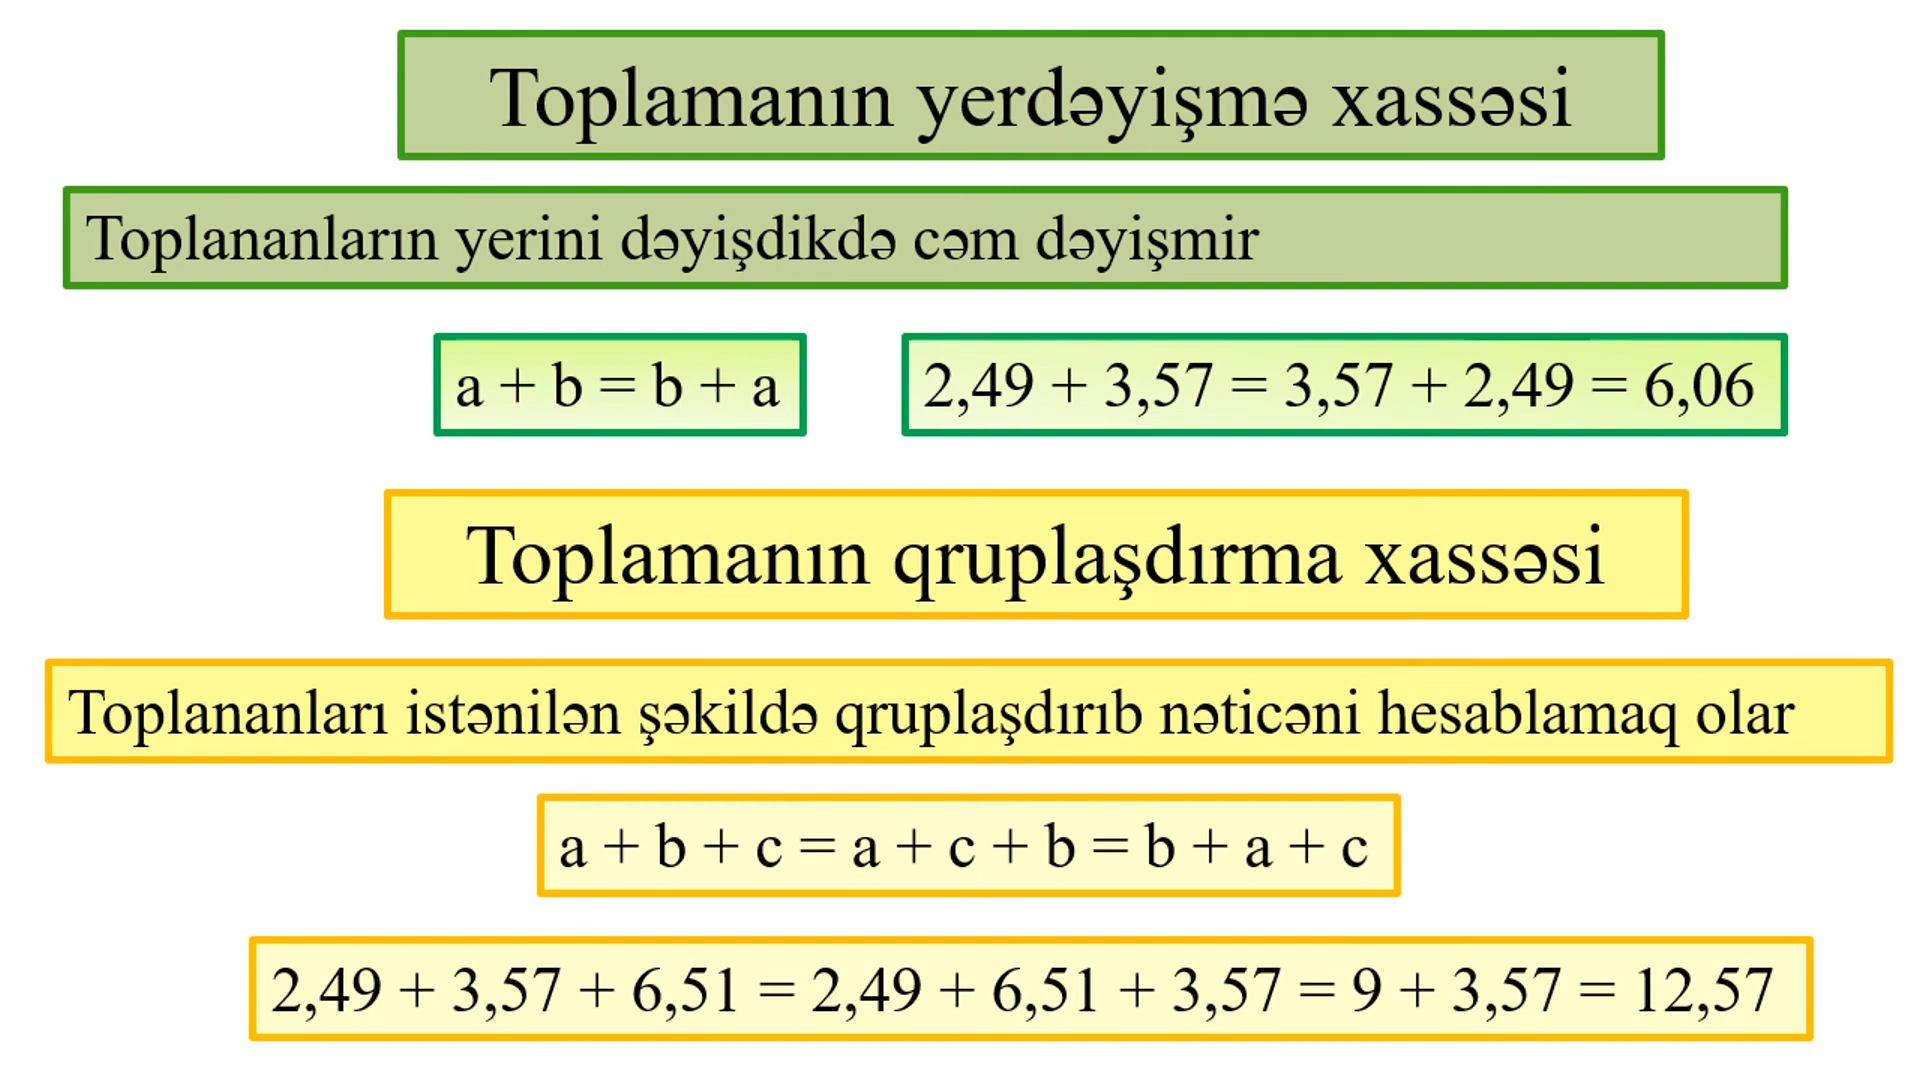 Toplamanın yerdəyişmə xassəsi
Toplananların yerini dəyişdikdə cəm dəyişmir
a + b = b + a
2,49 + 3,57 = 3,57 + 2,49 = 6,06
Toplamanın qruplaşdırma xassəsi
Toplananları istənilən şəkildə qruplaşdırıb nəticəni hesablamaq olar
a + b + c = a + c + b = b + a + c
2,49 + 3,57 + 6,51 = 2,49 + 6,51 + 3,57 = 9 + 3,57 = 12,57